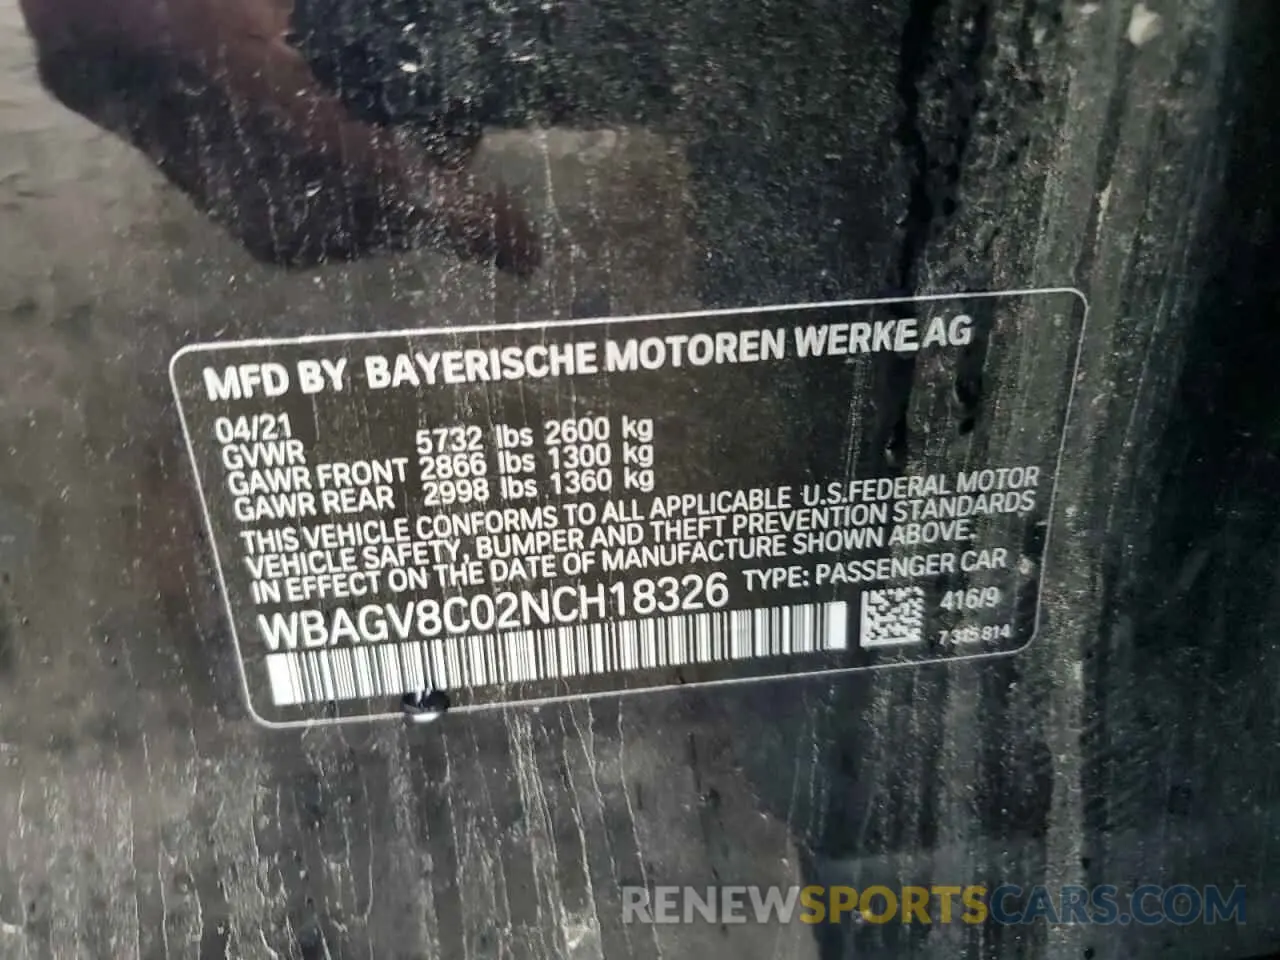 MFD BY BAYERISCHE MOTOREN WERKE AG
04/21
GVWR 5732 lbs 2600 kg
GAWR FRONT 2866 lbs 1300 kg
GAWR REAR 2998 lbs 1360 kg
THIS VEHICLE CONFORMS TO ALL APPLICABLE U.S.FEDERAL MOTOR
VEHICLE SAFETY, BUMPER AND THEFT PREVENTION STANDARDS
IN EFFECT ON THE DATE OF MANUFACTURE SHOWN ABOVE.
WBAGV8C02NCH18326 TYPE: PASSENGER CAR
416/9
7315814
RENEWSPORTSCARS.COM